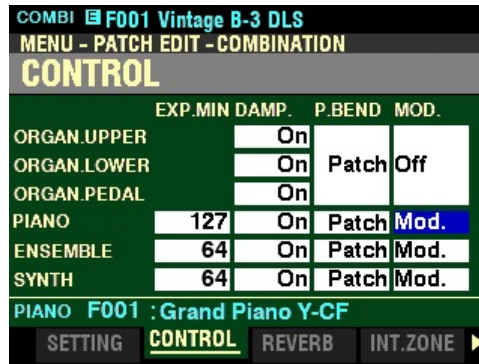 COMBI E F001 Vintage B-3 DLS
MENU - PATCH EDIT - COMBINATION
CONTROL
EXP.MIN DAMP. P.BEND MOD.
ORGAN.UPPER On
ORGAN.LOWER On Patch Off
ORGAN.PEDAL On
PIANO 127 On Patch Mod.
ENSEMBLE 64 On Patch Mod.
SYNTH 64 On Patch Mod.
PIANO F001 :Grand Piano Y-CF
SETTING CONTROL REVERB INT.ZONE